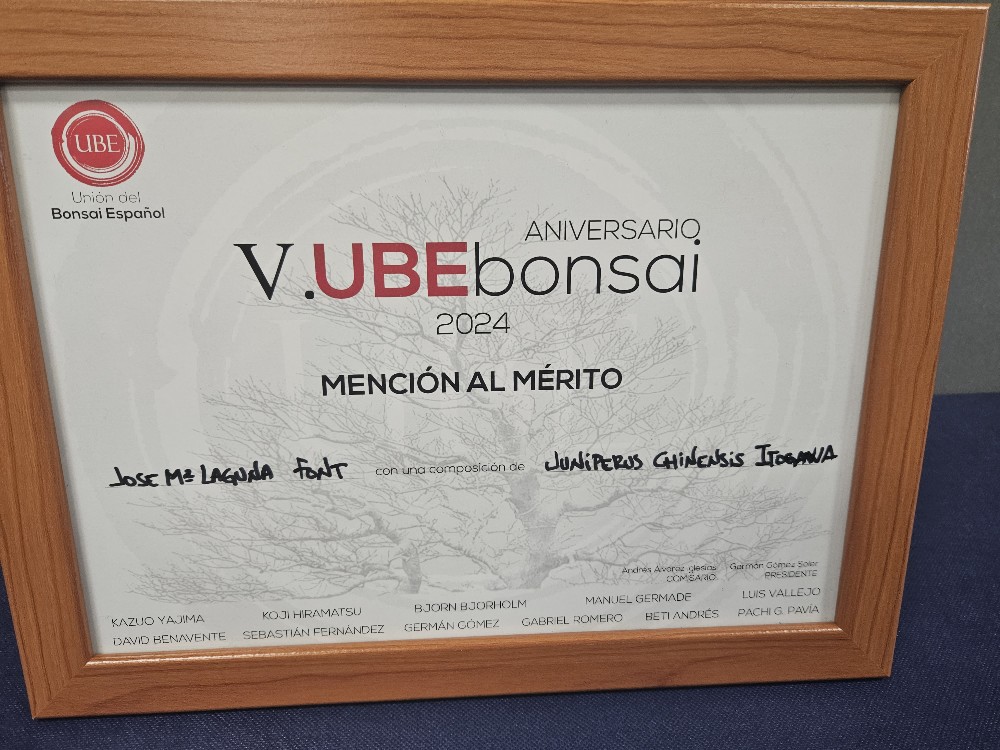 UBE
Unión del
Bonsai Español
ANIVERSARIO
V.UBEbonsai
2024
MENCIÓN AL MÉRITO
JOSE Mª LAGUNA FONT con una composición de JUNIPERUS CHINENSIS ITOGAWA
Andrés Álvarez Iglesias Germán Gómez Soler
COMISARIO PRESIDENTE
KAZUO YAJIMA KOJI HIRAMATSU BJORN BJORHOLM MANUEL GERMADE LUIS VALLEJO
DAVID BENAVENTE SEBASTIÁN FERNÁNDEZ GERMÁN GÓMEZ GABRIEL ROMERO BETI ANDRÉS PACHI G. PAVÍA